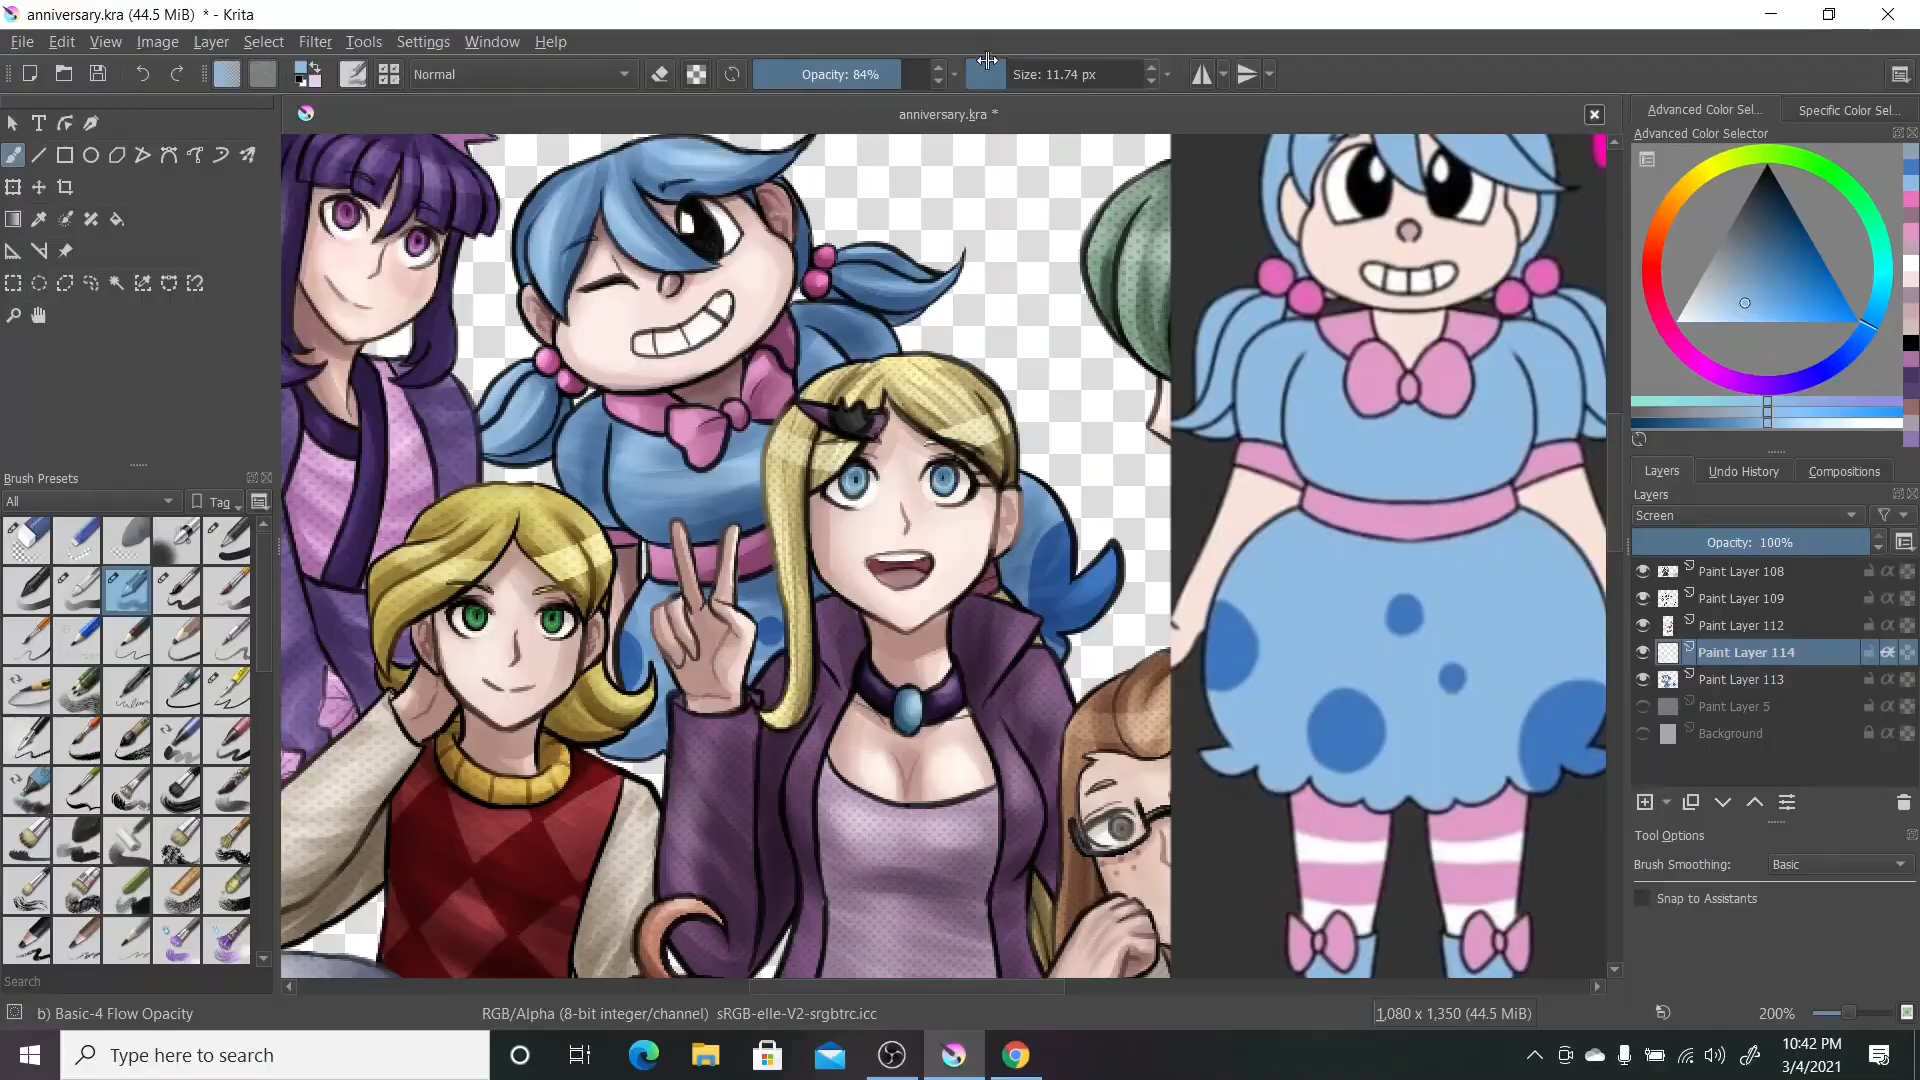 anniversary.kra (44.5 MiB) * - Krita
File Edit View Image Layer Select Filter Tools Settings Window Help
Normal
Opacity: 84%
Size: 11.74 px
anniversary.kra *
Advanced Color Sel...
Specific Color Sel...
Advanced Color Selector
Brush Presets
All
Tag
Layers
Undo History
Compositions
Layers
Screen
Opacity: 100%
Paint Layer 108
Paint Layer 109
Paint Layer 112
Paint Layer 114
Paint Layer 113
Paint Layer 5
Background
Tool Options
Brush Smoothing:
Basic
Snap to Assistants
Search
b) Basic-4 Flow Opacity
RGB/Alpha (8-bit integer/channel) sRGB-elle-V2-srgbtrc.icc
1,080 x 1,350 (44.5 MiB)
200%
Type here to search
10:42 PM
3/4/2021